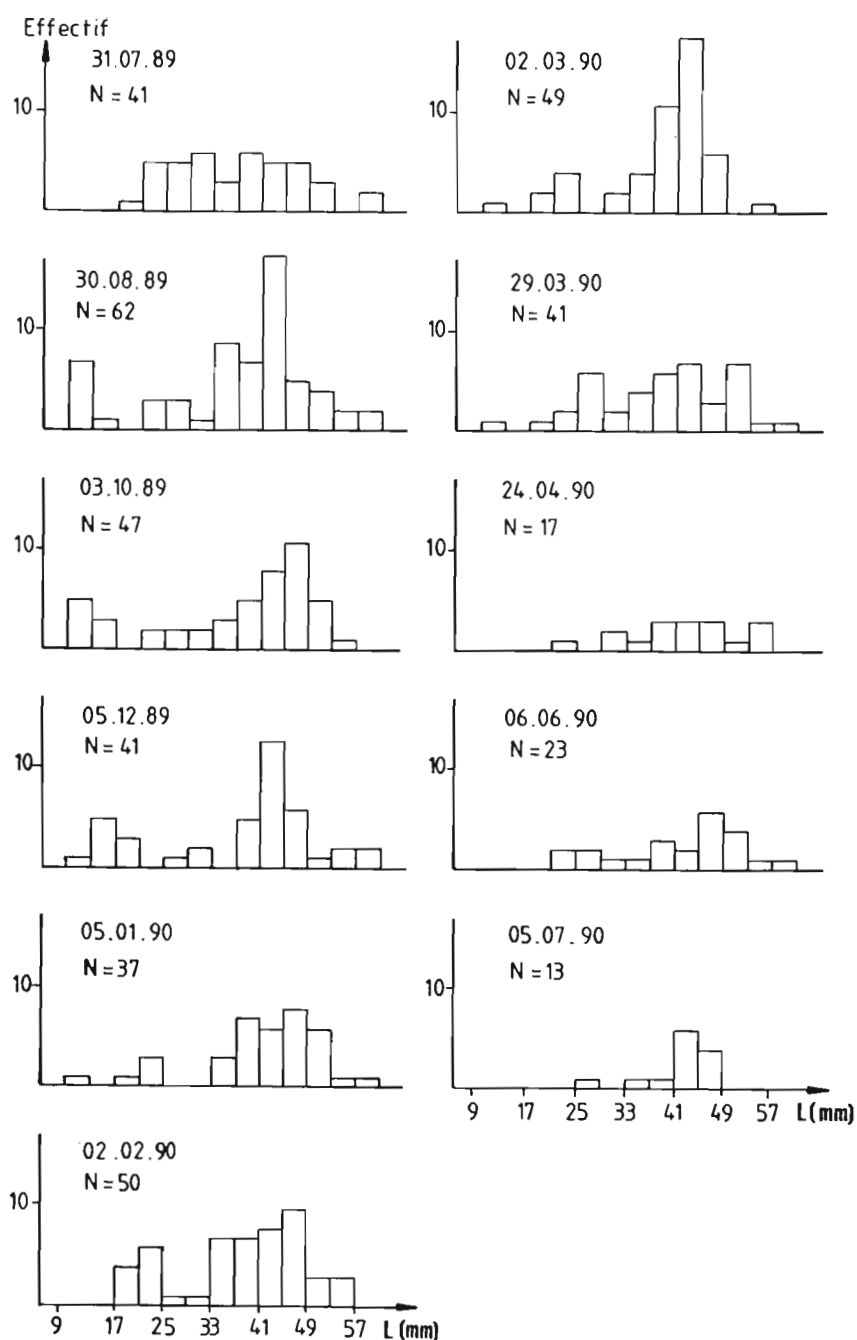 Effectif
31.07.89
N = 41
10
02.03.90
N = 49
10
30.08.89
N = 62
10
29.03.90
N = 41
10
03.10.89
N = 47
10
24.04.90
N = 17
10
05.12.89
N = 41
10
06.06.90
N = 23
10
05.01.90
N = 37
10
05.07.90
N = 13
10
9 17 25 33 41 49 57 L (mm)
02.02.90
N = 50
10
9 17 25 33 41 49 57 L (mm)